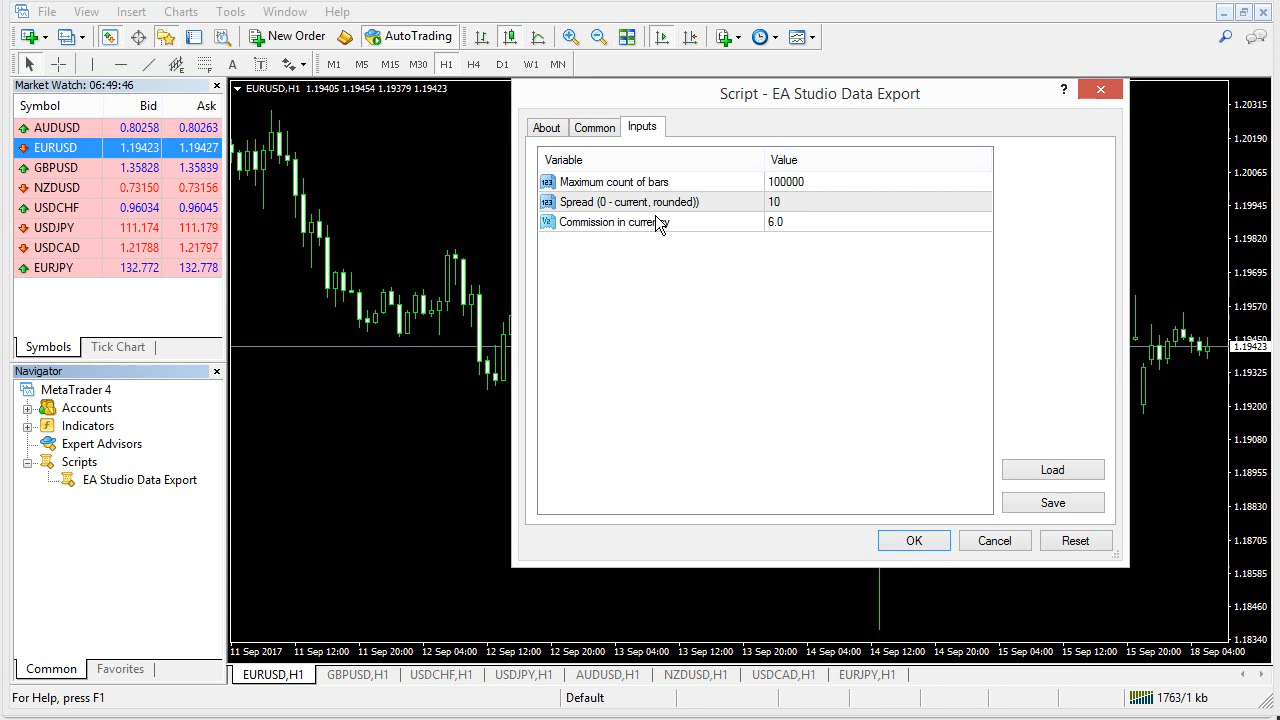 File View Insert Charts Tools Window Help
New Order AutoTrading
A T M1 M5 M15 M30 H1 H4 D1 W1 MN
Market Watch: 06:49:46
Symbol Bid Ask
AUDUSD 0.80258 0.80263
EURUSD 1.19423 1.19427
GBPUSD 1.35828 1.35839
NZDUSD 0.73150 0.73156
USDCHF 0.96034 0.96045
USDJPY 111.174 111.179
USDCAD 1.21788 1.21797
EURJPY 132.772 132.778
Symbols Tick Chart
Navigator
MetaTrader 4
Accounts
Indicators
Expert Advisors
Scripts
EA Studio Data Export
Common Favorites
EURUSD,H1 1.19405 1.19454 1.19379 1.19423
Script - EA Studio Data Export
?
About Common Inputs
Variable Value
Maximum count of bars 100000
Spread (0 - current, rounded)) 10
Commission in currency 6.0
Load
Save
OK Cancel Reset
1.20315
1.20190
1.20065
1.19940
1.19820
1.19695
1.19570
1.19450
1.19423
1.19325
1.19200
1.19080
1.18955
1.18830
1.18705
1.18585
1.18460
1.18340
11 Sep 2017 11 Sep 12:00 11 Sep 20:00 12 Sep 04:00 12 Sep 12:00 12 Sep 20:00 13 Sep 04:00 13 Sep 12:00 13 Sep 20:00 14 Sep 04:00 14 Sep 12:00 14 Sep 20:00 15 Sep 04:00 15 Sep 12:00 15 Sep 20:00 18 Sep 04:00
EURUSD,H1 GBPUSD,H1 USDCHF,H1 USDJPY,H1 AUDUSD,H1 NZDUSD,H1 USDCAD,H1 EURJPY,H1
For Help, press F1 Default 1763/1 kb